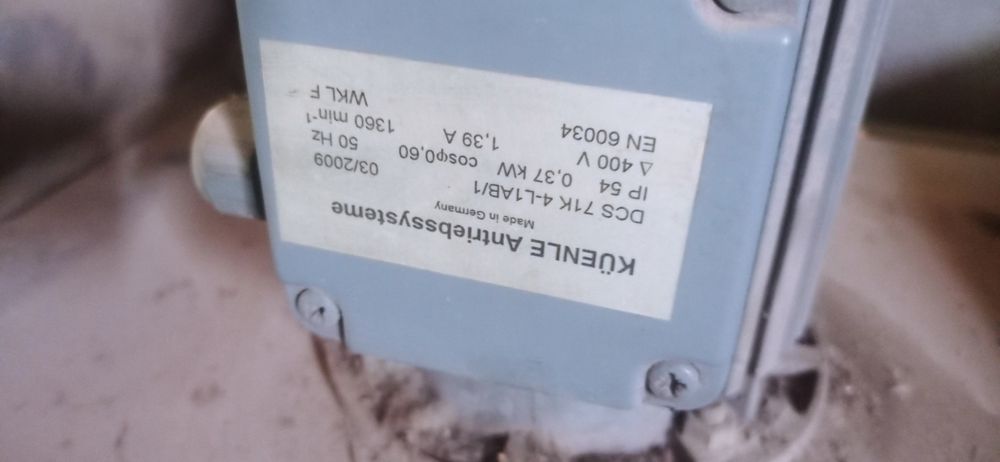 KÜENLE Antriebssysteme
Made in Germany
DCS 71K 4-L1AB/1 03/2009
IP 54 0,37 kW cosφ0,60 50 Hz
Δ 400 V 1,39 A 1360 min⁻¹
EN 60034 WKL F